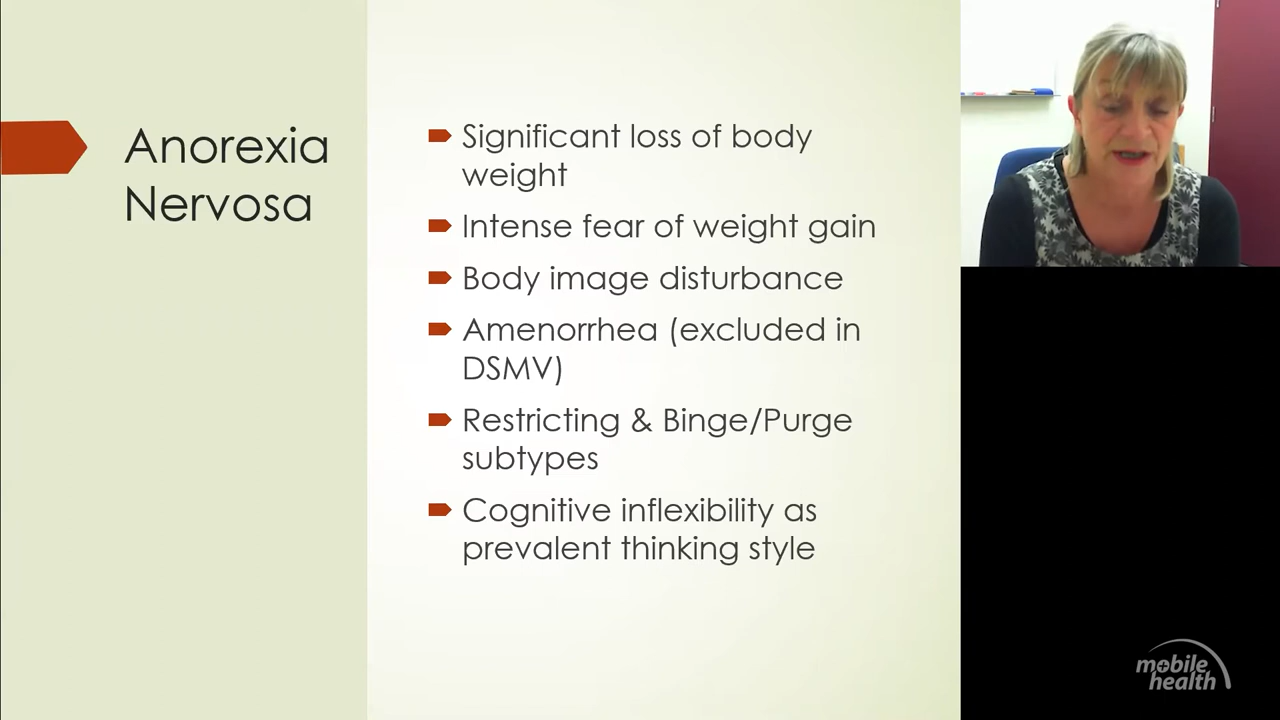 Anorexia
Nervosa
Significant loss of body
weight
Intense fear of weight gain
Body image disturbance
Amenorrhea (excluded in
DSMV)
Restricting & Binge/Purge
subtypes
Cognitive inflexibility as
prevalent thinking style
mobile
health